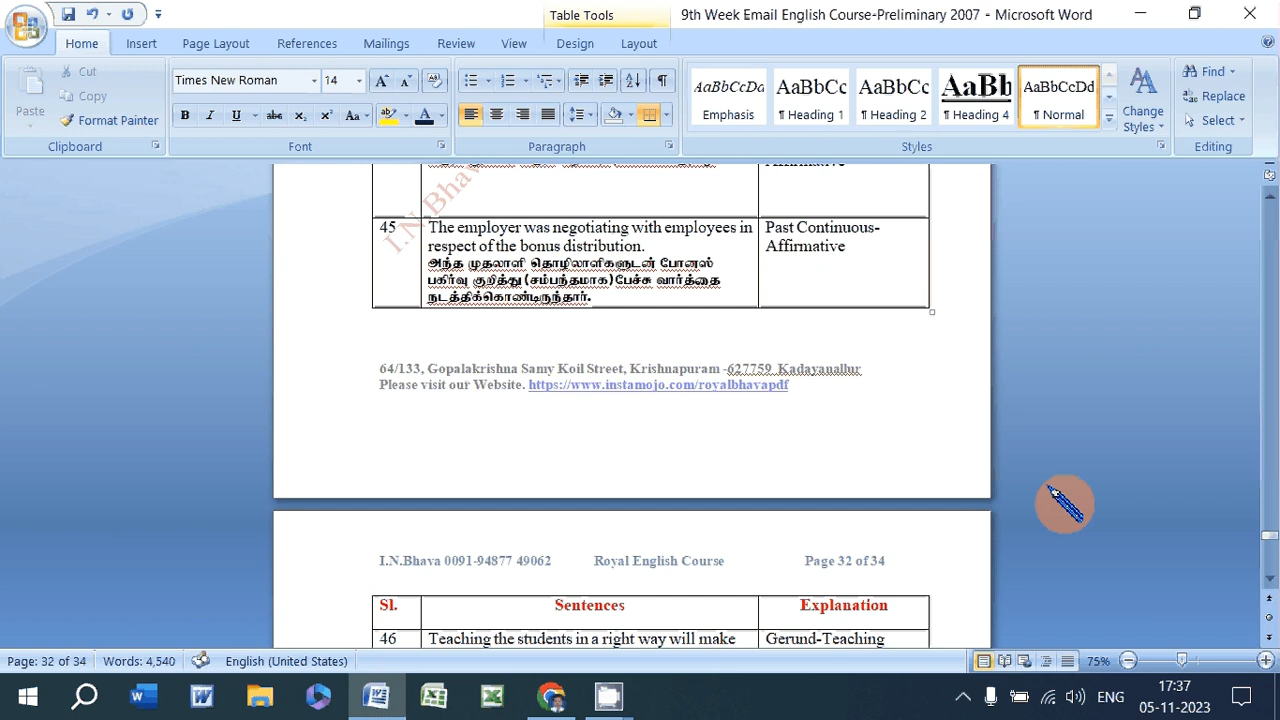 Table Tools
9th Week Email English Course-Preliminary 2007 - Microsoft Word
Home Insert Page Layout References Mailings Review View Design Layout
Paste
Cut
Copy
Format Painter
Clipboard
Times New Roman 14
Font
Paragraph
AaBbCcDd Emphasis
AaBbCc ¶ Heading 1
AaBbCc ¶ Heading 2
AaBb ¶ Heading 4
AaBbCcDd ¶ Normal
Change Styles
Styles
Find
Replace
Select
Editing
I.N.Bhav
45 The employer was negotiating with employees in Past Continuous-
respect of the bonus distribution. Affirmative
அந்த முதலாளி தொழிலாளிகளுடன் போனஸ்
பகிர்வு குறித்து (சம்பந்தமாக)பேச்சு வார்த்தை
நடத்திக்கொண்டிருந்தார்.
64/133, Gopalakrishna Samy Koil Street, Krishnapuram -627759 Kadayanallur
Please visit our Website. https://www.instamojo.com/royalbhavapdf
I.N.Bhava 0091-94877 49062 Royal English Course Page 32 of 34
Sl. Sentences Explanation
46 Teaching the students in a right way will make Gerund-Teaching
Page: 32 of 34 Words: 4,540 English (United States) 75%
ENG 17:37
05-11-2023